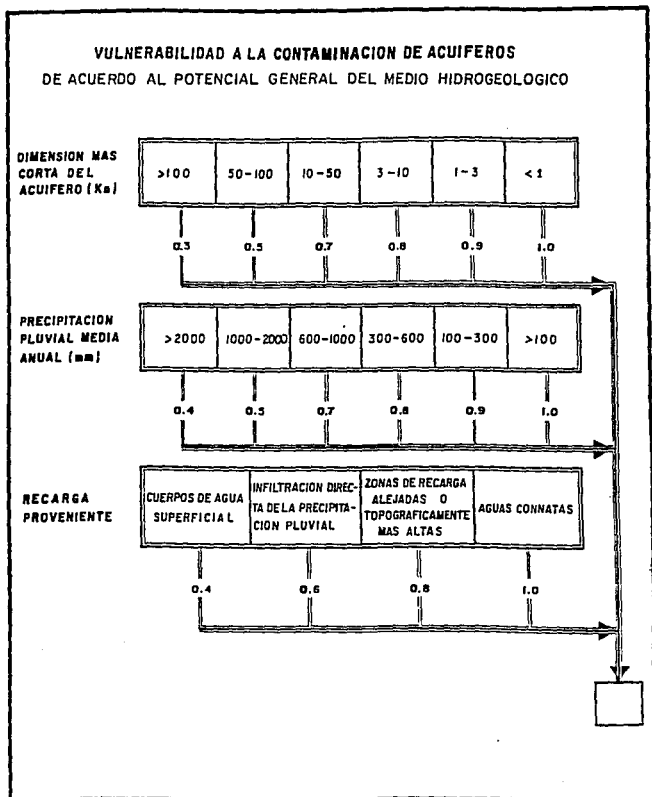 VULNERABILIDAD A LA CONTAMINACION DE ACUIFEROS
DE ACUERDO AL POTENCIAL GENERAL DEL MEDIO HIDROGEOLOGICO
DIMENSION MAS
CORTA DEL
ACUIFERO (Km)
>100 50-100 10-50 3-10 1-3 <1
0.3 0.5 0.7 0.8 0.9 1.0
PRECIPITACION
PLUVIAL MEDIA
ANUAL (mm)
>2000 1000-2000 600-1000 300-600 100-300 >100
0.4 0.5 0.7 0.8 0.9 1.0
RECARGA
PROVENIENTE
CUERPOS DE AGUA
SUPERFICIAL
INFILTRACION DIREC-
TA DE LA PRECIPITA-
CION PLUVIAL
ZONAS DE RECARGA
ALEJADAS O
TOPOGRAFICAMENTE
MAS ALTAS
AGUAS CONNATAS
0.4 0.6 0.8 1.0